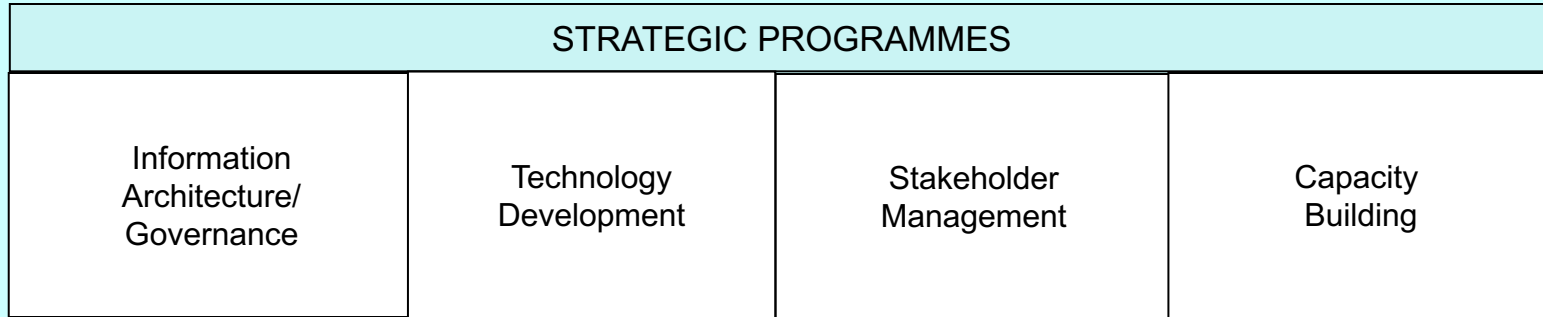 STRATEGIC PROGRAMMES
Information
Architecture/
Governance
Technology
Development
Stakeholder
Management
Capacity
Building